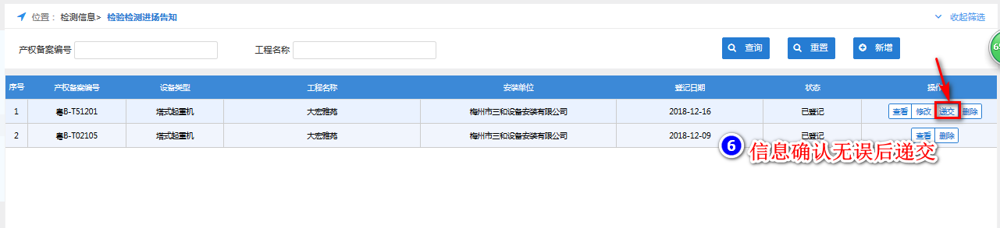 位置： 检测信息> 检验检测进场告知 收起筛选
产权备案编号 工程名称 查询 重置 新增
序号 产权备案编号 设备类型 工程名称 安装单位 登记日期 状态 操作
1 粤B-T51201 塔式起重机 大宏雅苑 梅州市三和设备安装有限公司 2018-12-16 已登记 查看 修改 递交 删除
2 粤B-T02105 塔式起重机 大宏雅苑 梅州市三和设备安装有限公司 2018-12-09 已登记 查看 删除
6 信息确认无误后递交